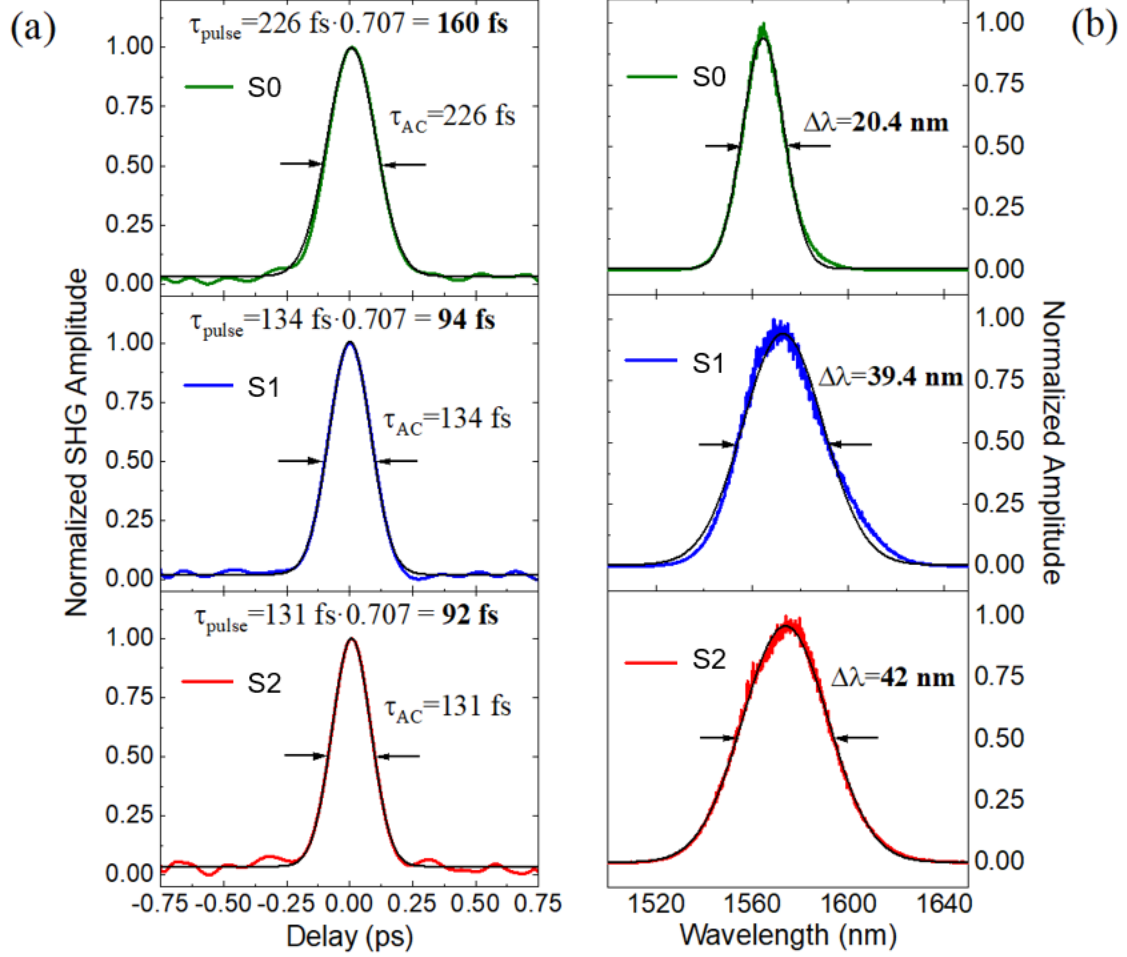 (a)
τpulse=226 fs·0.707 = 160 fs
1.00
S0
0.75
τAC=226 fs
0.50
0.25
0.00
τpulse=134 fs·0.707 = 94 fs
1.00
S1
0.75
τAC=134 fs
0.50
0.25
0.00
τpulse=131 fs·0.707 = 92 fs
1.00
S2
0.75
τAC=131 fs
0.50
0.25
0.00
-0.75 -0.50 -0.25 0.00 0.25 0.50 0.75
Delay (ps)
Normalized SHG Amplitude
(b)
1.00
S0
0.75
Δλ=20.4 nm
0.50
0.25
0.00
1.00
S1
0.75
Δλ=39.4 nm
0.50
0.25
0.00
1.00
S2
0.75
Δλ=42 nm
0.50
0.25
0.00
1520 1560 1600 1640
Wavelength (nm)
Normalized Amplitude